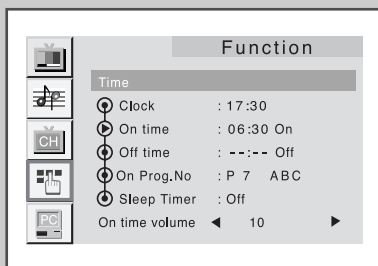 Function
Time
Clock : 17:30
On time : 06:30 On
Off time : --:-- Off
On Prog.No : P 7 ABC
Sleep Timer : Off
On time volume ◀ 10 ▶
CH
PC